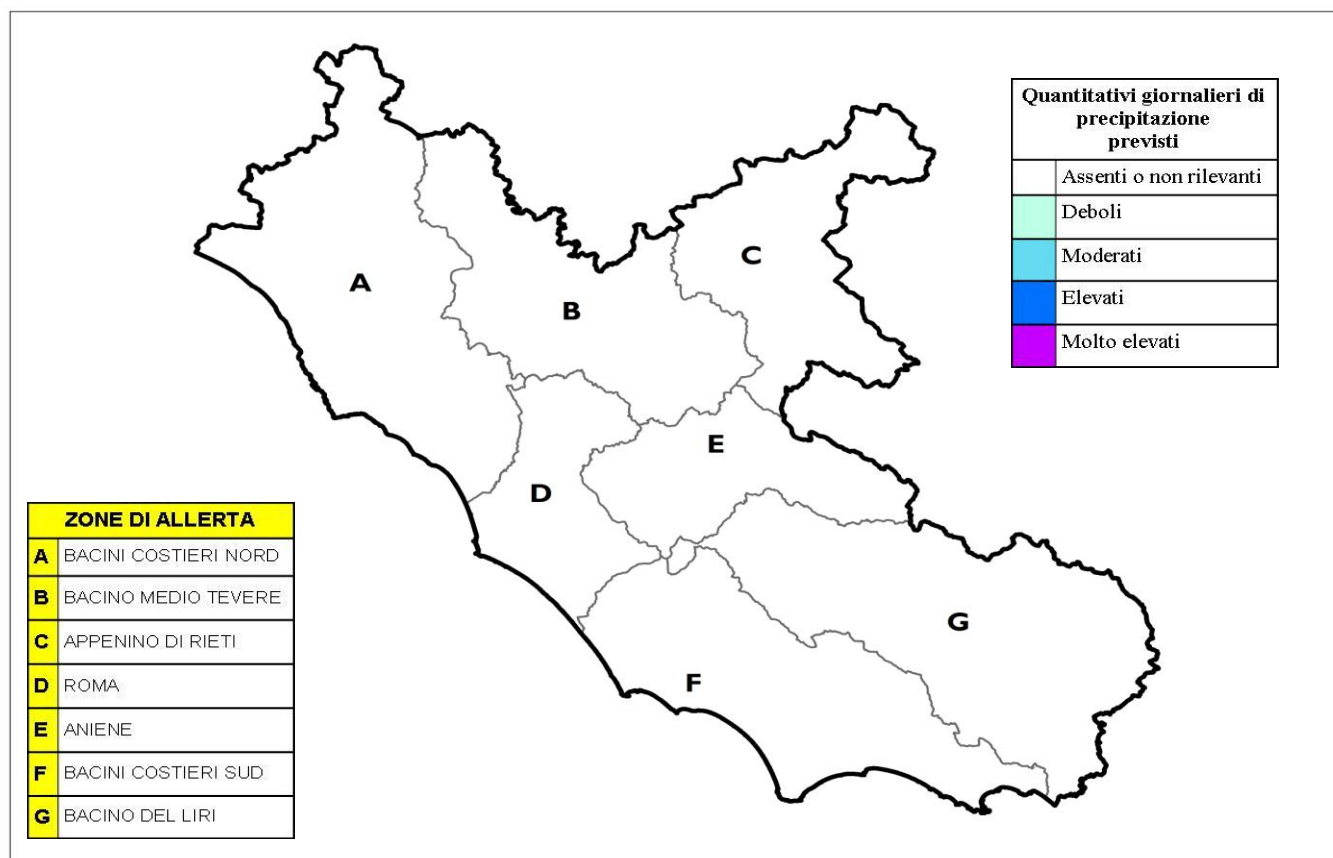 Quantitativi giornalieri di
precipitazione
previsti
Assenti o non rilevanti
Deboli
Moderati
Elevati
Molto elevati
A
B
C
D
E
F
G
ZONE DI ALLERTA
A BACINI COSTIERI NORD
B BACINO MEDIO TEVERE
C APPENINO DI RIETI
D ROMA
E ANIENE
F BACINI COSTIERI SUD
G BACINO DEL LIRI